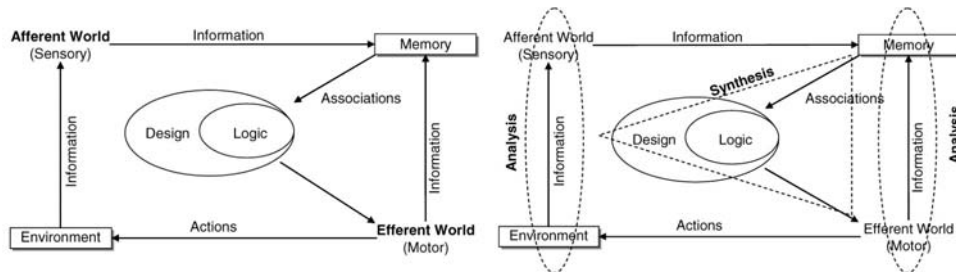 Afferent World
(Sensory)
Information
Memory
Associations
Design
Logic
Information
Information
Environment
Actions
Efferent World
(Motor)
Afferent World
(Sensory)
Information
Memory
Synthesis
Associations
Design
Logic
Analysis
Information
Information
Analysis
Environment
Actions
Efferent World
(Motor)